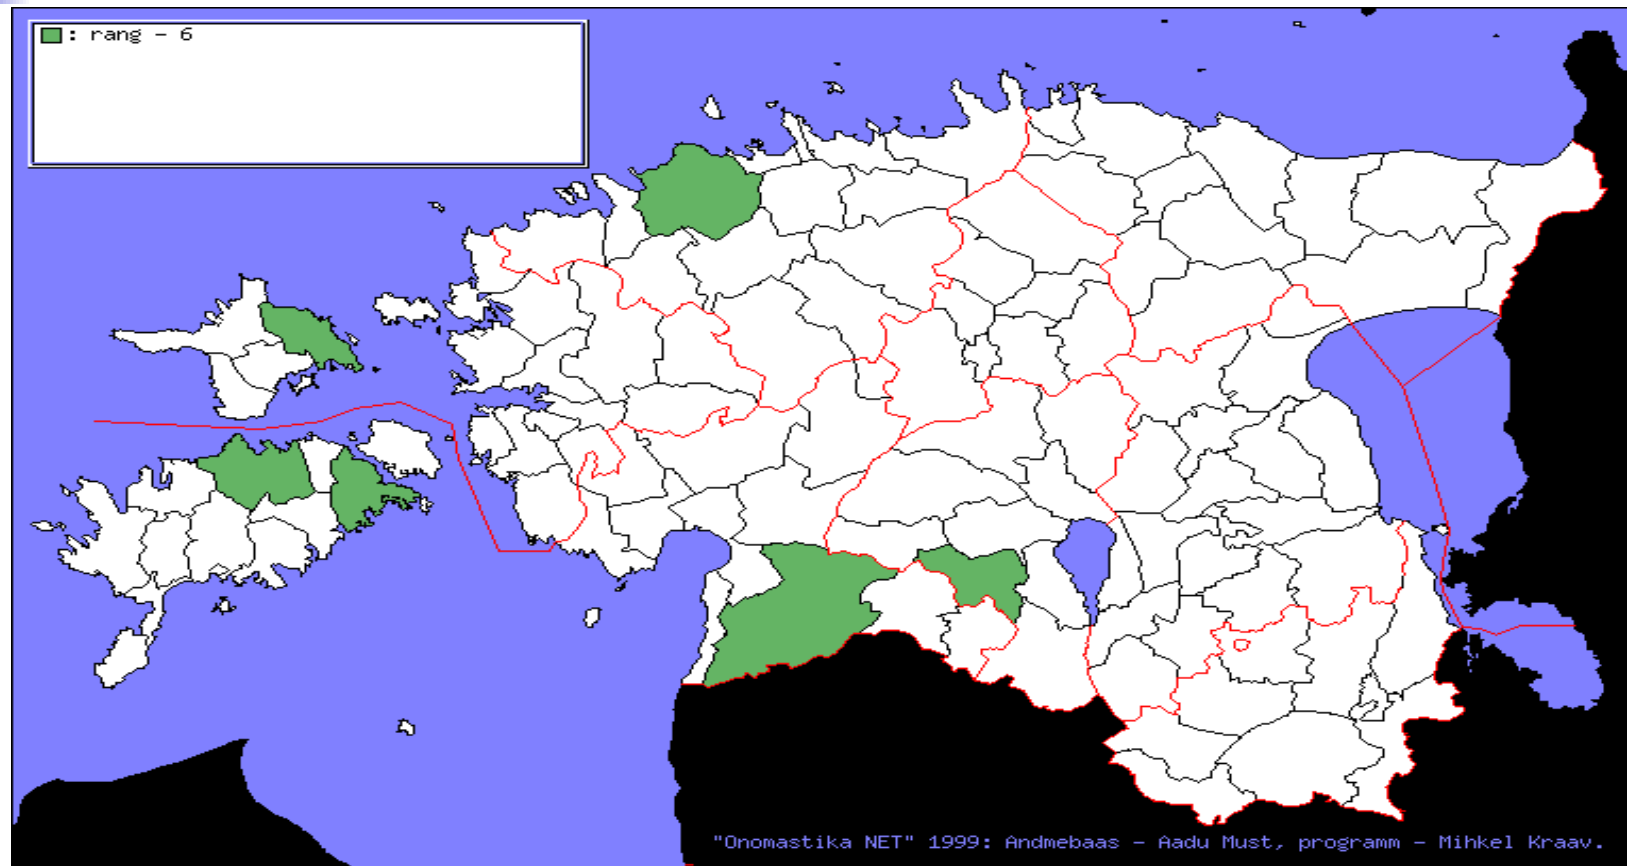 : rang - 6
"Onomastika NET" 1999: Andmebaas - Aadu Must, programm - Mihkel Kraav.